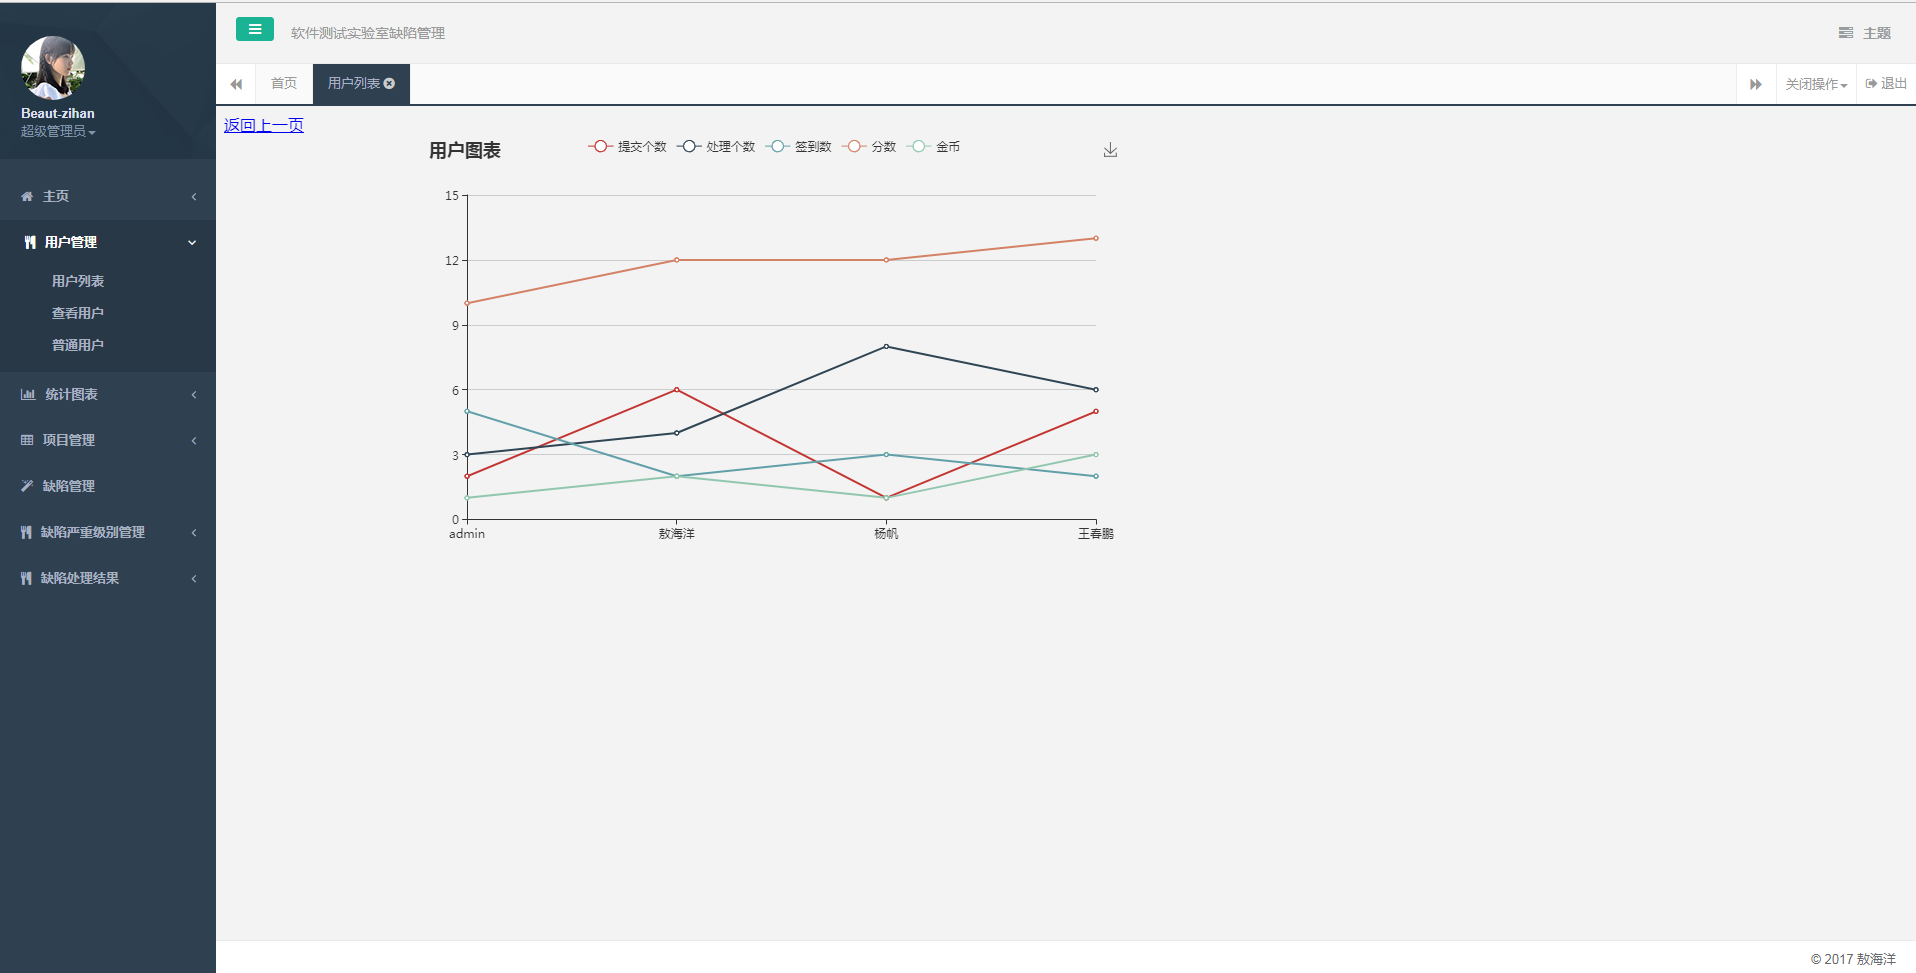 Beaut-zihan
超级管理员
主页
用户管理
用户列表
查看用户
普通用户
统计图表
项目管理
缺陷管理
缺陷严重级别管理
缺陷处理结果
软件测试实验室缺陷管理
主题
首页
用户列表
关闭操作
退出
返回上一页
用户图表
提交个数 处理个数 签到数 分数 金币
15
12
9
6
3
0
admin 敖海洋 杨帆 王春鹏
© 2017 敖海洋